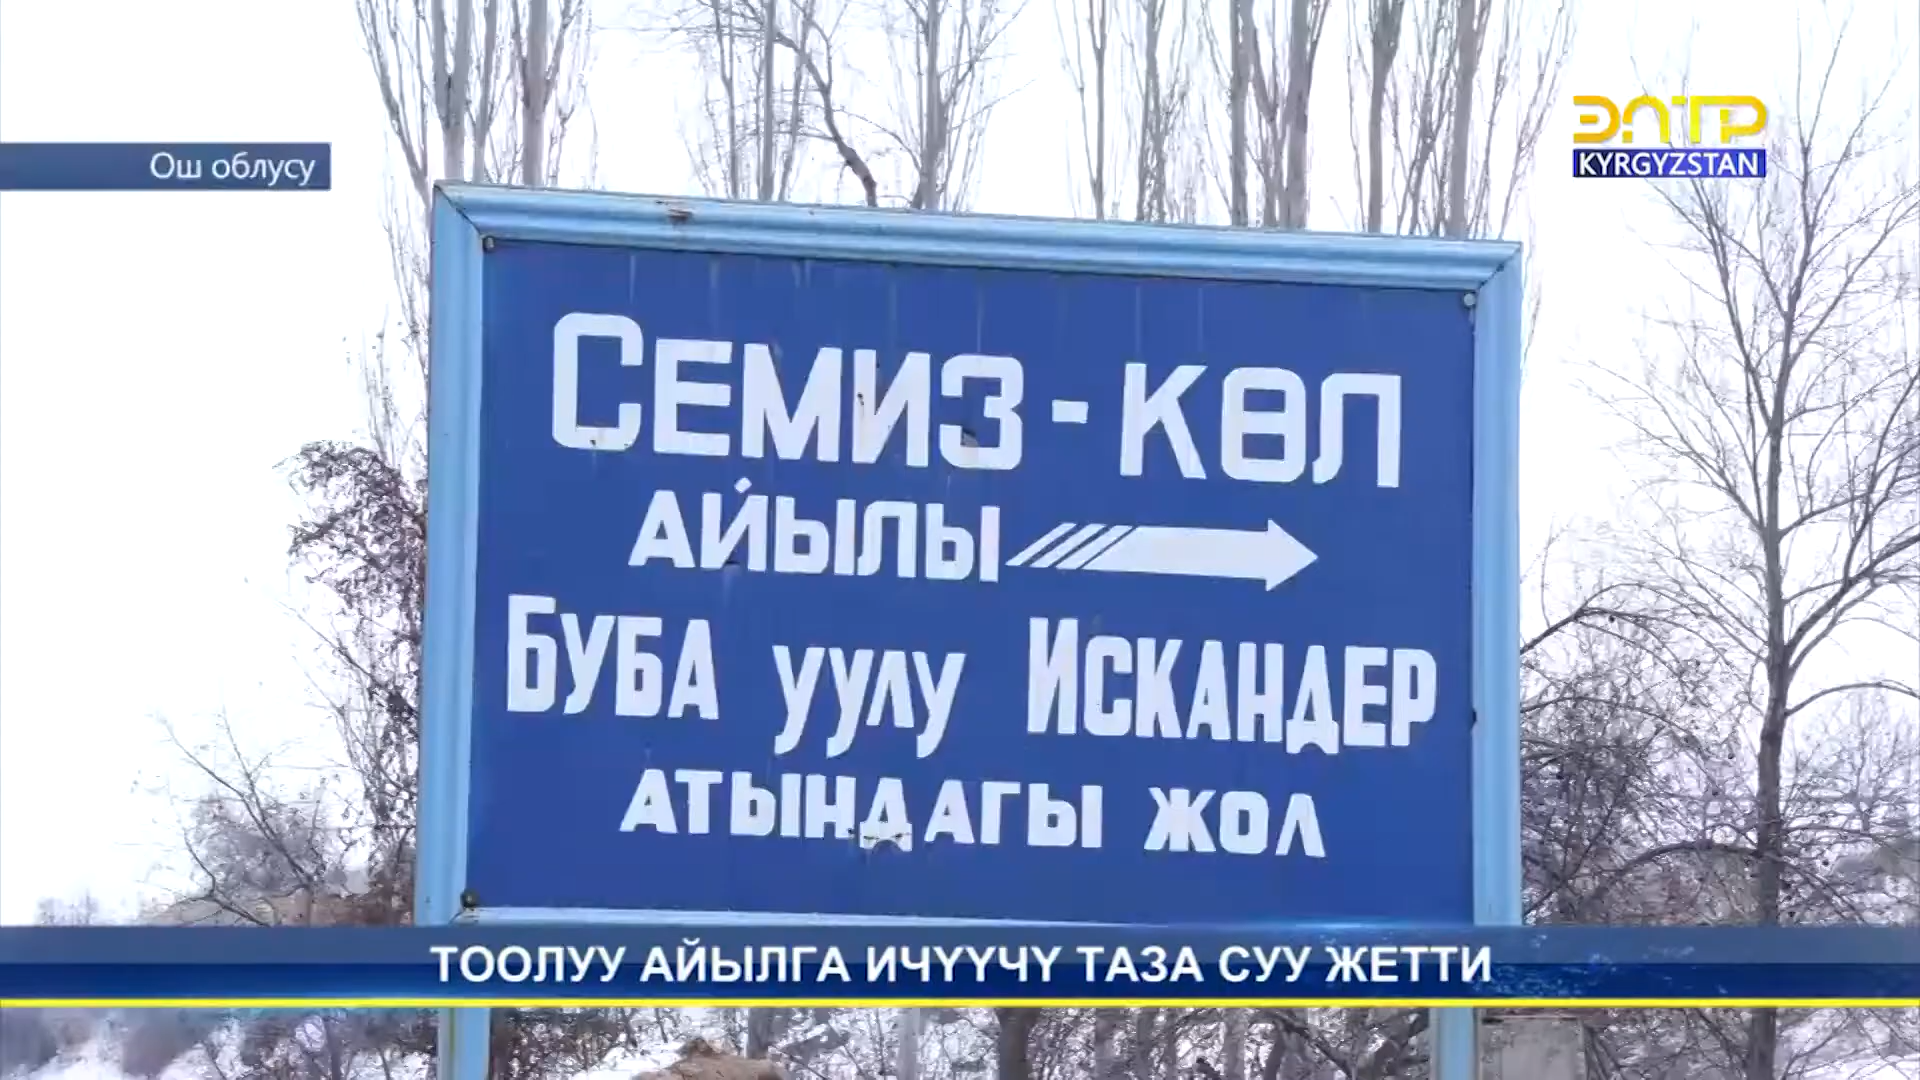 ЭЛТР
KYRGYZSTAN
Ош облусу
СЕМИЗ - КӨЛ
АЙЫЛЫ
БУБА УУЛУ ИСКАНДЕР
АТЫНДАГЫ ЖОЛ
ТООЛУУ АЙЫЛГА ИЧҮҮЧҮ ТАЗА СУУ ЖЕТТИ